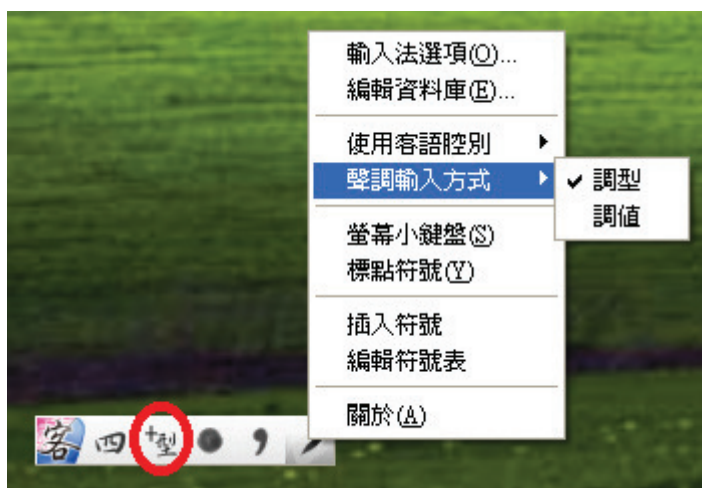 輸入法選項(O)...
編輯資料庫(E)...
使用客語腔別
聲調輸入方式
調型
調值
螢幕小鍵盤(S)
標點符號(Y)
插入符號
編輯符號表
關於(A)
客 四 +型 ,